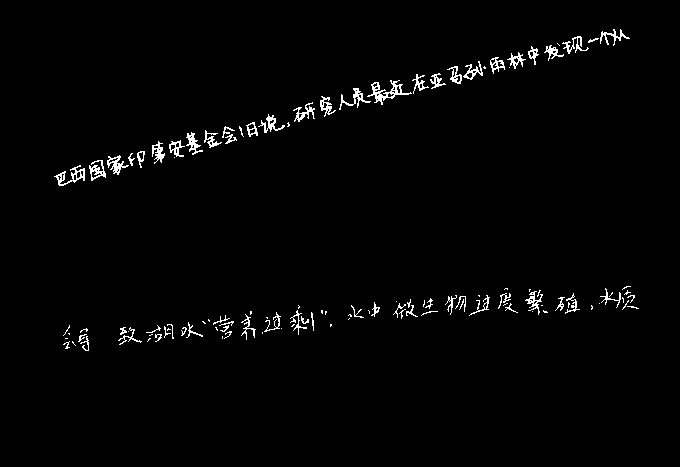 巴西国家印第安基金会1日说,研究人员最近在亚马孙雨林中发现一个从
会导致湖水“营养过剩”,水中微生物过度繁殖,水质